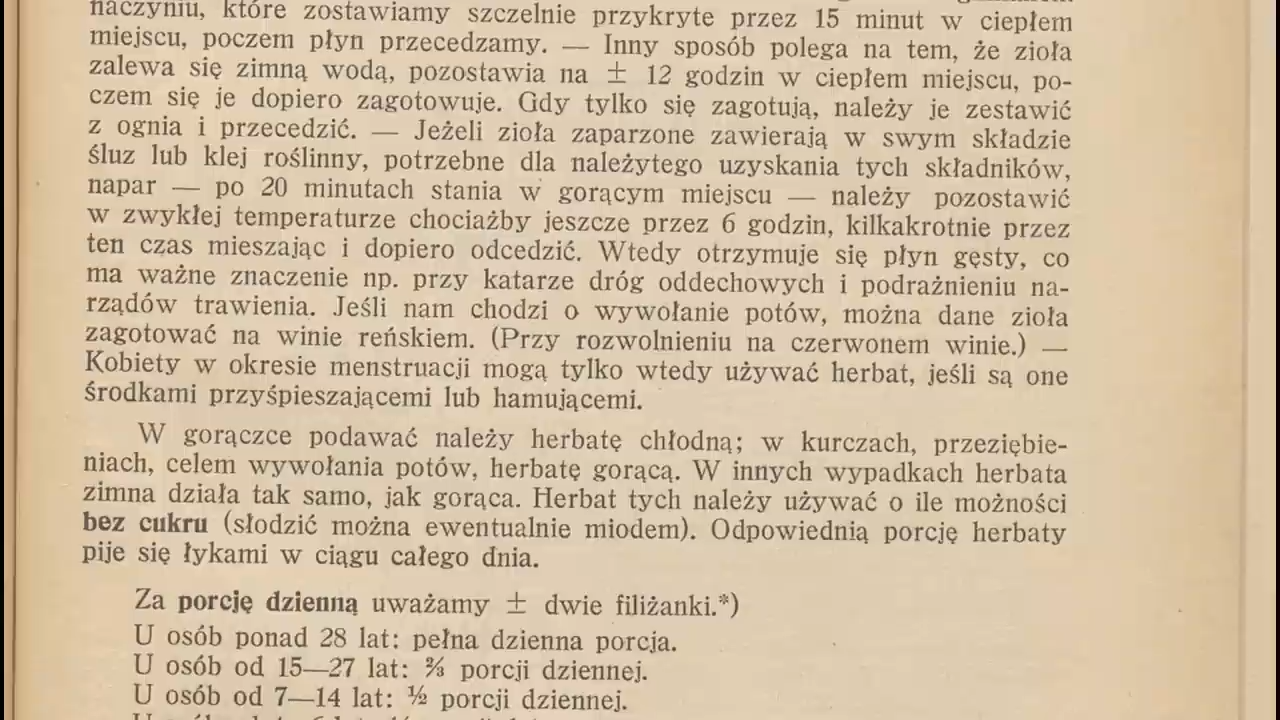 naczyniu, które zostawiamy szczelnie przykryte przez 15 minut w ciepłem
miejscu, poczem płyn przecedzamy. — Inny sposób polega na tem, że zioła
zalewa się zimną wodą, pozostawia na ± 12 godzin w ciepłem miejscu, po-
czem się je dopiero zagotowuje. Gdy tylko się zagotują, należy je zestawić
z ognia i przecedzić. — Jeżeli zioła zaparzone zawierają w swym składzie
śluz lub klej roślinny, potrzebne dla należytego uzyskania tych składników,
napar — po 20 minutach stania w gorącym miejscu — należy pozostawić
w zwykłej temperaturze chociażby jeszcze przez 6 godzin, kilkakrotnie przez
ten czas mieszając i dopiero odcedzić. Wtedy otrzymuje się płyn gęsty, co
ma ważne znaczenie np. przy katarze dróg oddechowych i podrażnieniu na-
rządów trawienia. Jeśli nam chodzi o wywołanie potów, można dane zioła
zagotować na winie reńskiem. (Przy rozwolnieniu na czerwonem winie.) —
Kobiety w okresie menstruacji mogą tylko wtedy używać herbat, jeśli są one
środkami przyśpieszającemi lub hamującemi.
W gorączce podawać należy herbatę chłodną; w kurczach, przeziębie-
niach, celem wywołania potów, herbatę gorącą. W innych wypadkach herbata
zimna działa tak samo, jak gorąca. Herbat tych należy używać o ile możności
bez cukru (słodzić można ewentualnie miodem). Odpowiednią porcję herbaty
pije się łykami w ciągu całego dnia.
Za porcję dzienną uważamy ± dwie filiżanki.*)
U osób ponad 28 lat: pełna dzienna porcja.
U osób od 15—27 lat: ⅔ porcji dziennej.
U osób od 7—14 lat: ½ porcji dziennej.